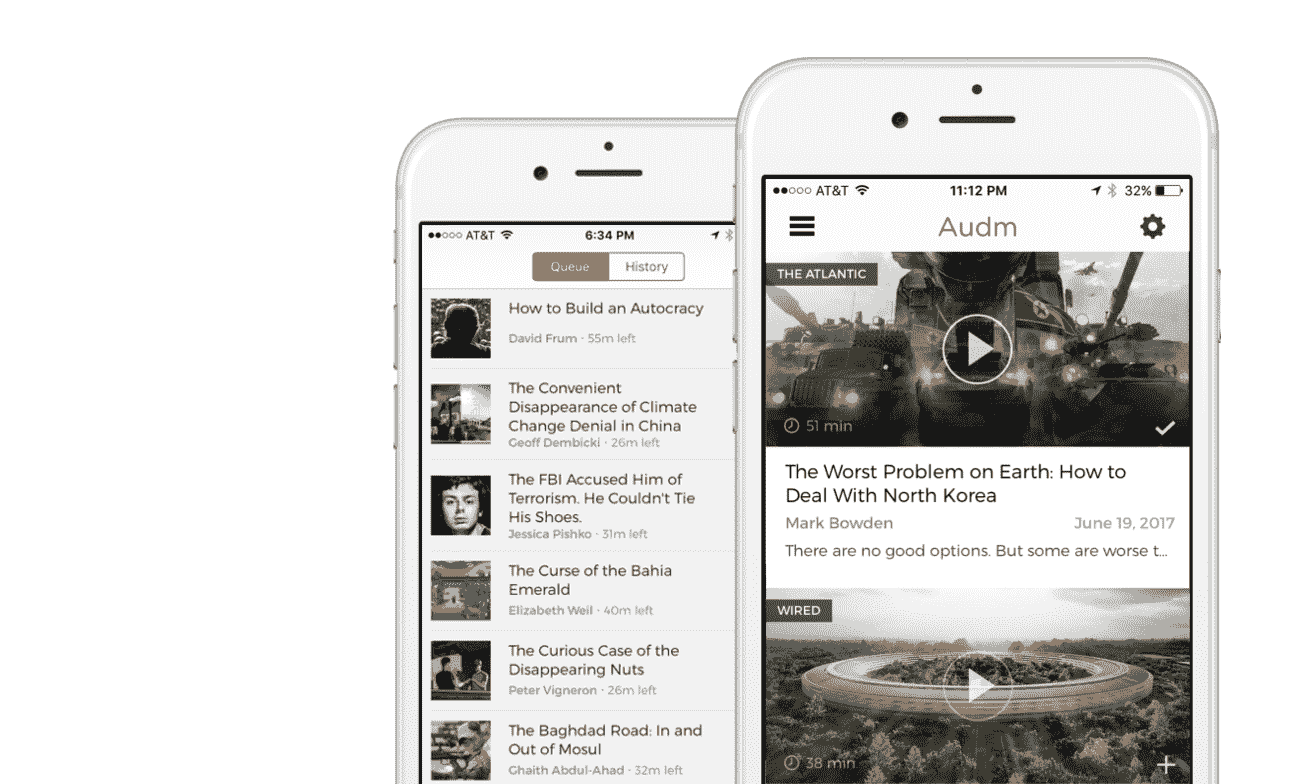 AT&T 6:34 PM
Queue History
How to Build an Autocracy
David Frum · 55m left
The Convenient
Disappearance of Climate
Change Denial in China
Geoff Dembicki · 26m left
The FBI Accused Him of
Terrorism. He Couldn't Tie
His Shoes.
Jessica Pishko · 31m left
The Curse of the Bahia
Emerald
Elizabeth Weil · 40m left
The Curious Case of the
Disappearing Nuts
Peter Vigneron · 26m left
The Baghdad Road: In and
Out of Mosul
Ghaith Abdul-Ahad · 32m left
AT&T 11:12 PM 32%
Audm
THE ATLANTIC
51 min
The Worst Problem on Earth: How to
Deal With North Korea
Mark Bowden June 19, 2017
There are no good options. But some are worse t...
WIRED
38 min